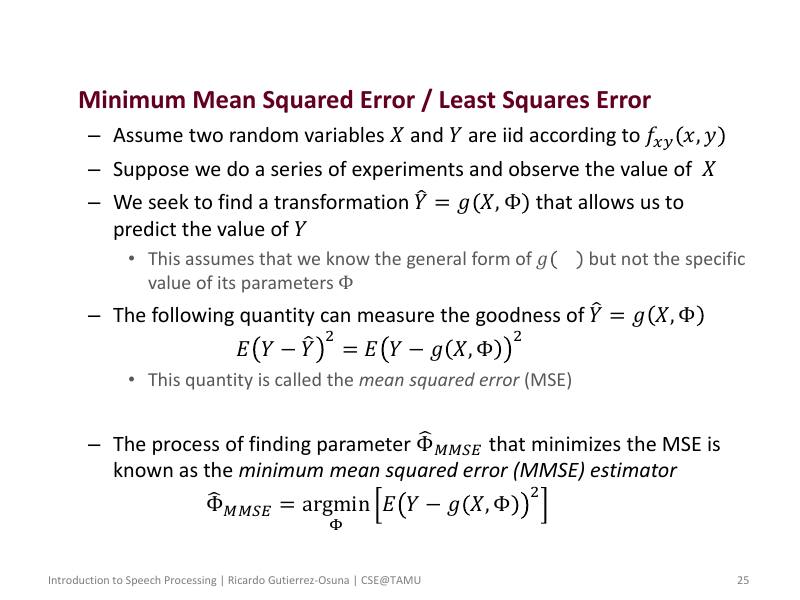 Minimum Mean Squared Error / Least Squares Error
– Assume two random variables 𝑋 and 𝑌 are iid according to 𝑓ₓᵧ(𝑥, 𝑦)
– Suppose we do a series of experiments and observe the value of 𝑋
– We seek to find a transformation Ŷ = 𝑔(𝑋, Φ) that allows us to
predict the value of 𝑌
• This assumes that we know the general form of 𝑔( ) but not the specific
value of its parameters Φ
– The following quantity can measure the goodness of Ŷ = 𝑔(𝑋, Φ)
𝐸(𝑌 − Ŷ)² = 𝐸(𝑌 − 𝑔(𝑋, Φ))²
• This quantity is called the mean squared error (MSE)
– The process of finding parameter Φ̂_MMSE that minimizes the MSE is
known as the minimum mean squared error (MMSE) estimator
Φ̂_MMSE = argmin [𝐸(𝑌 − 𝑔(𝑋, Φ))²]
Φ
Introduction to Speech Processing | Ricardo Gutierrez-Osuna | CSE@TAMU 25